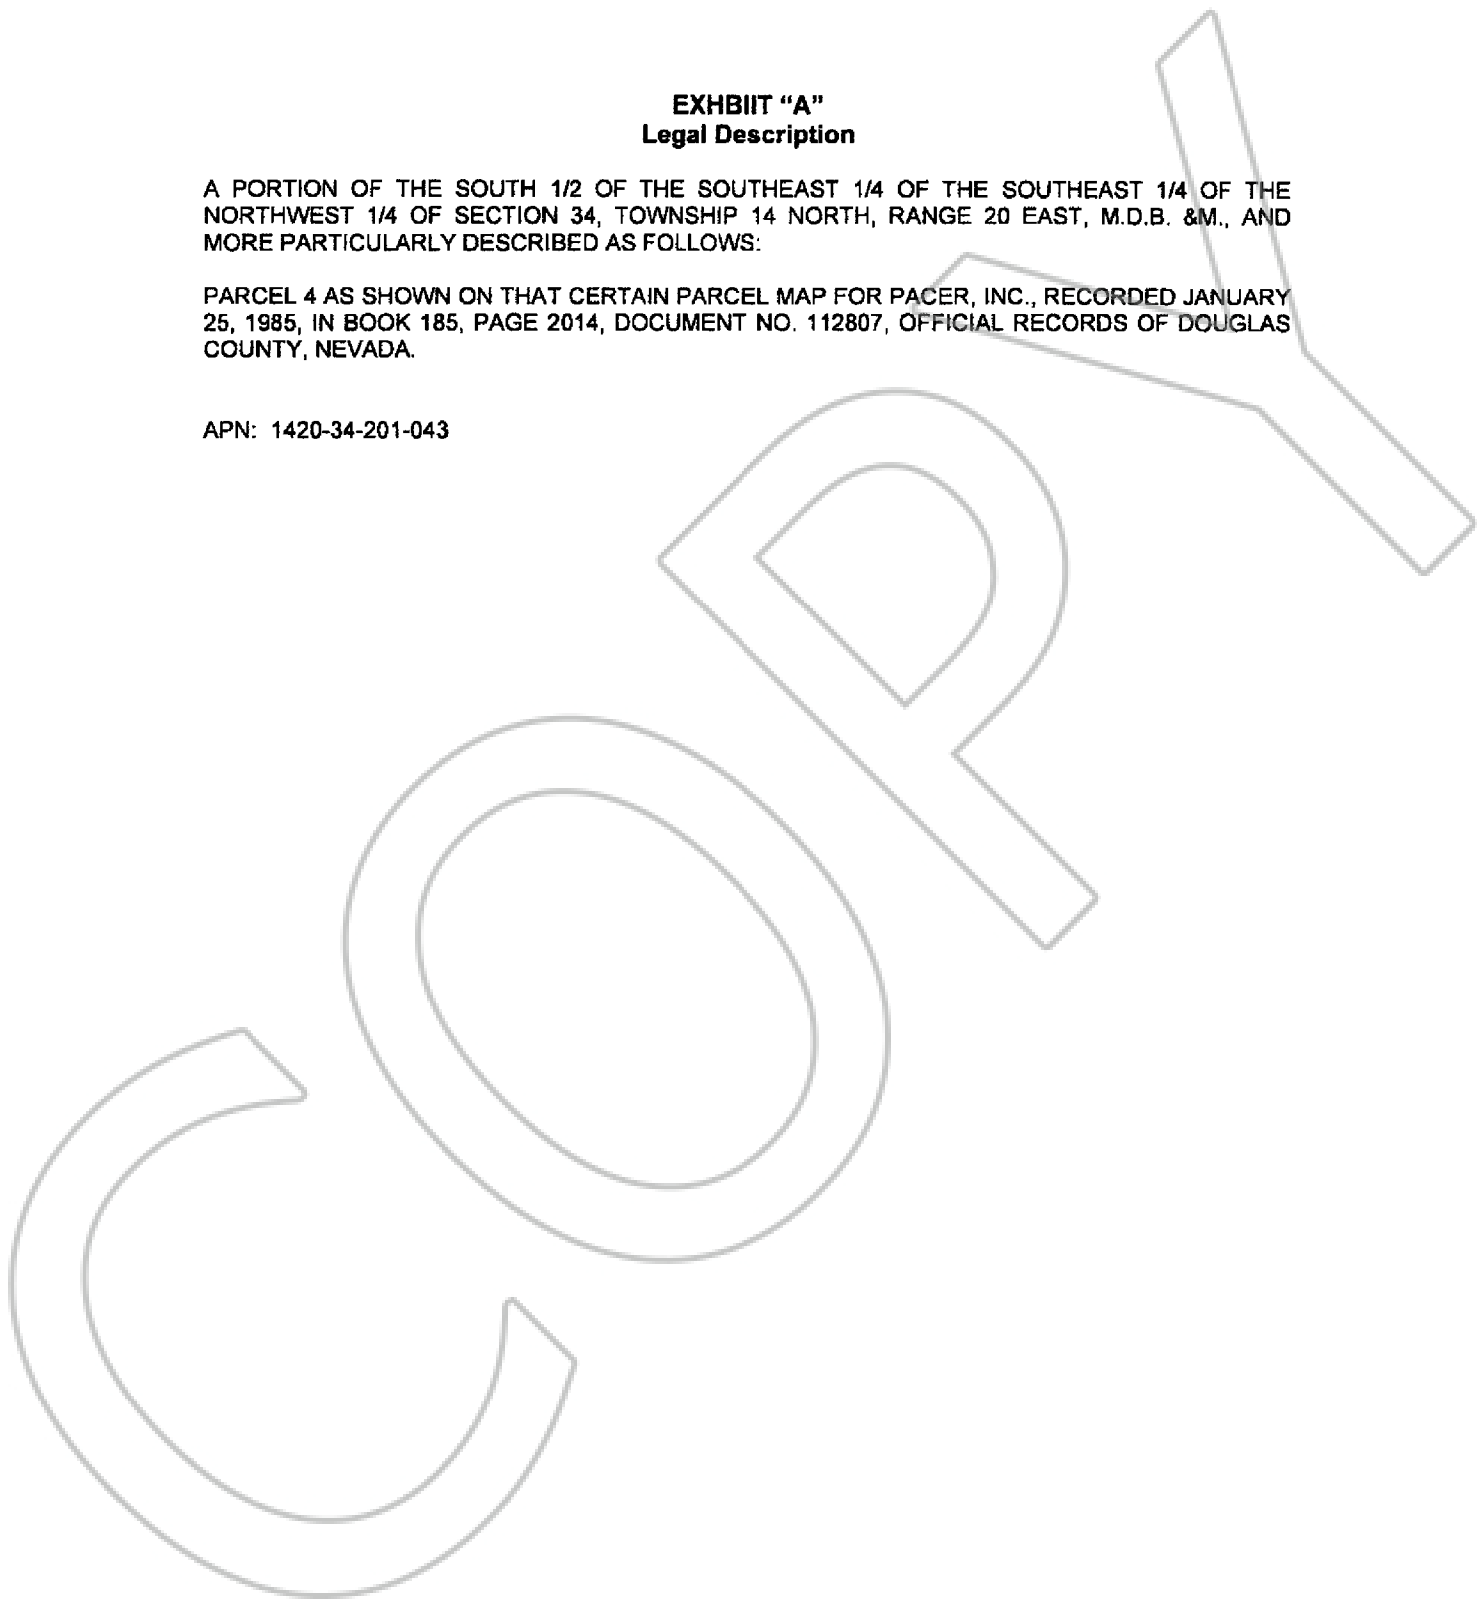 EXHBIIT “A”
Legal Description
A PORTION OF THE SOUTH 1/2 OF THE SOUTHEAST 1/4 OF THE SOUTHEAST 1/4 OF THE
NORTHWEST 1/4 OF SECTION 34, TOWNSHIP 14 NORTH, RANGE 20 EAST, M.D.B. &M., AND
MORE PARTICULARLY DESCRIBED AS FOLLOWS:
PARCEL 4 AS SHOWN ON THAT CERTAIN PARCEL MAP FOR PACER, INC., RECORDED JANUARY
25, 1985, IN BOOK 185, PAGE 2014, DOCUMENT NO. 112807, OFFICIAL RECORDS OF DOUGLAS
COUNTY, NEVADA.
APN: 1420-34-201-043
COPY